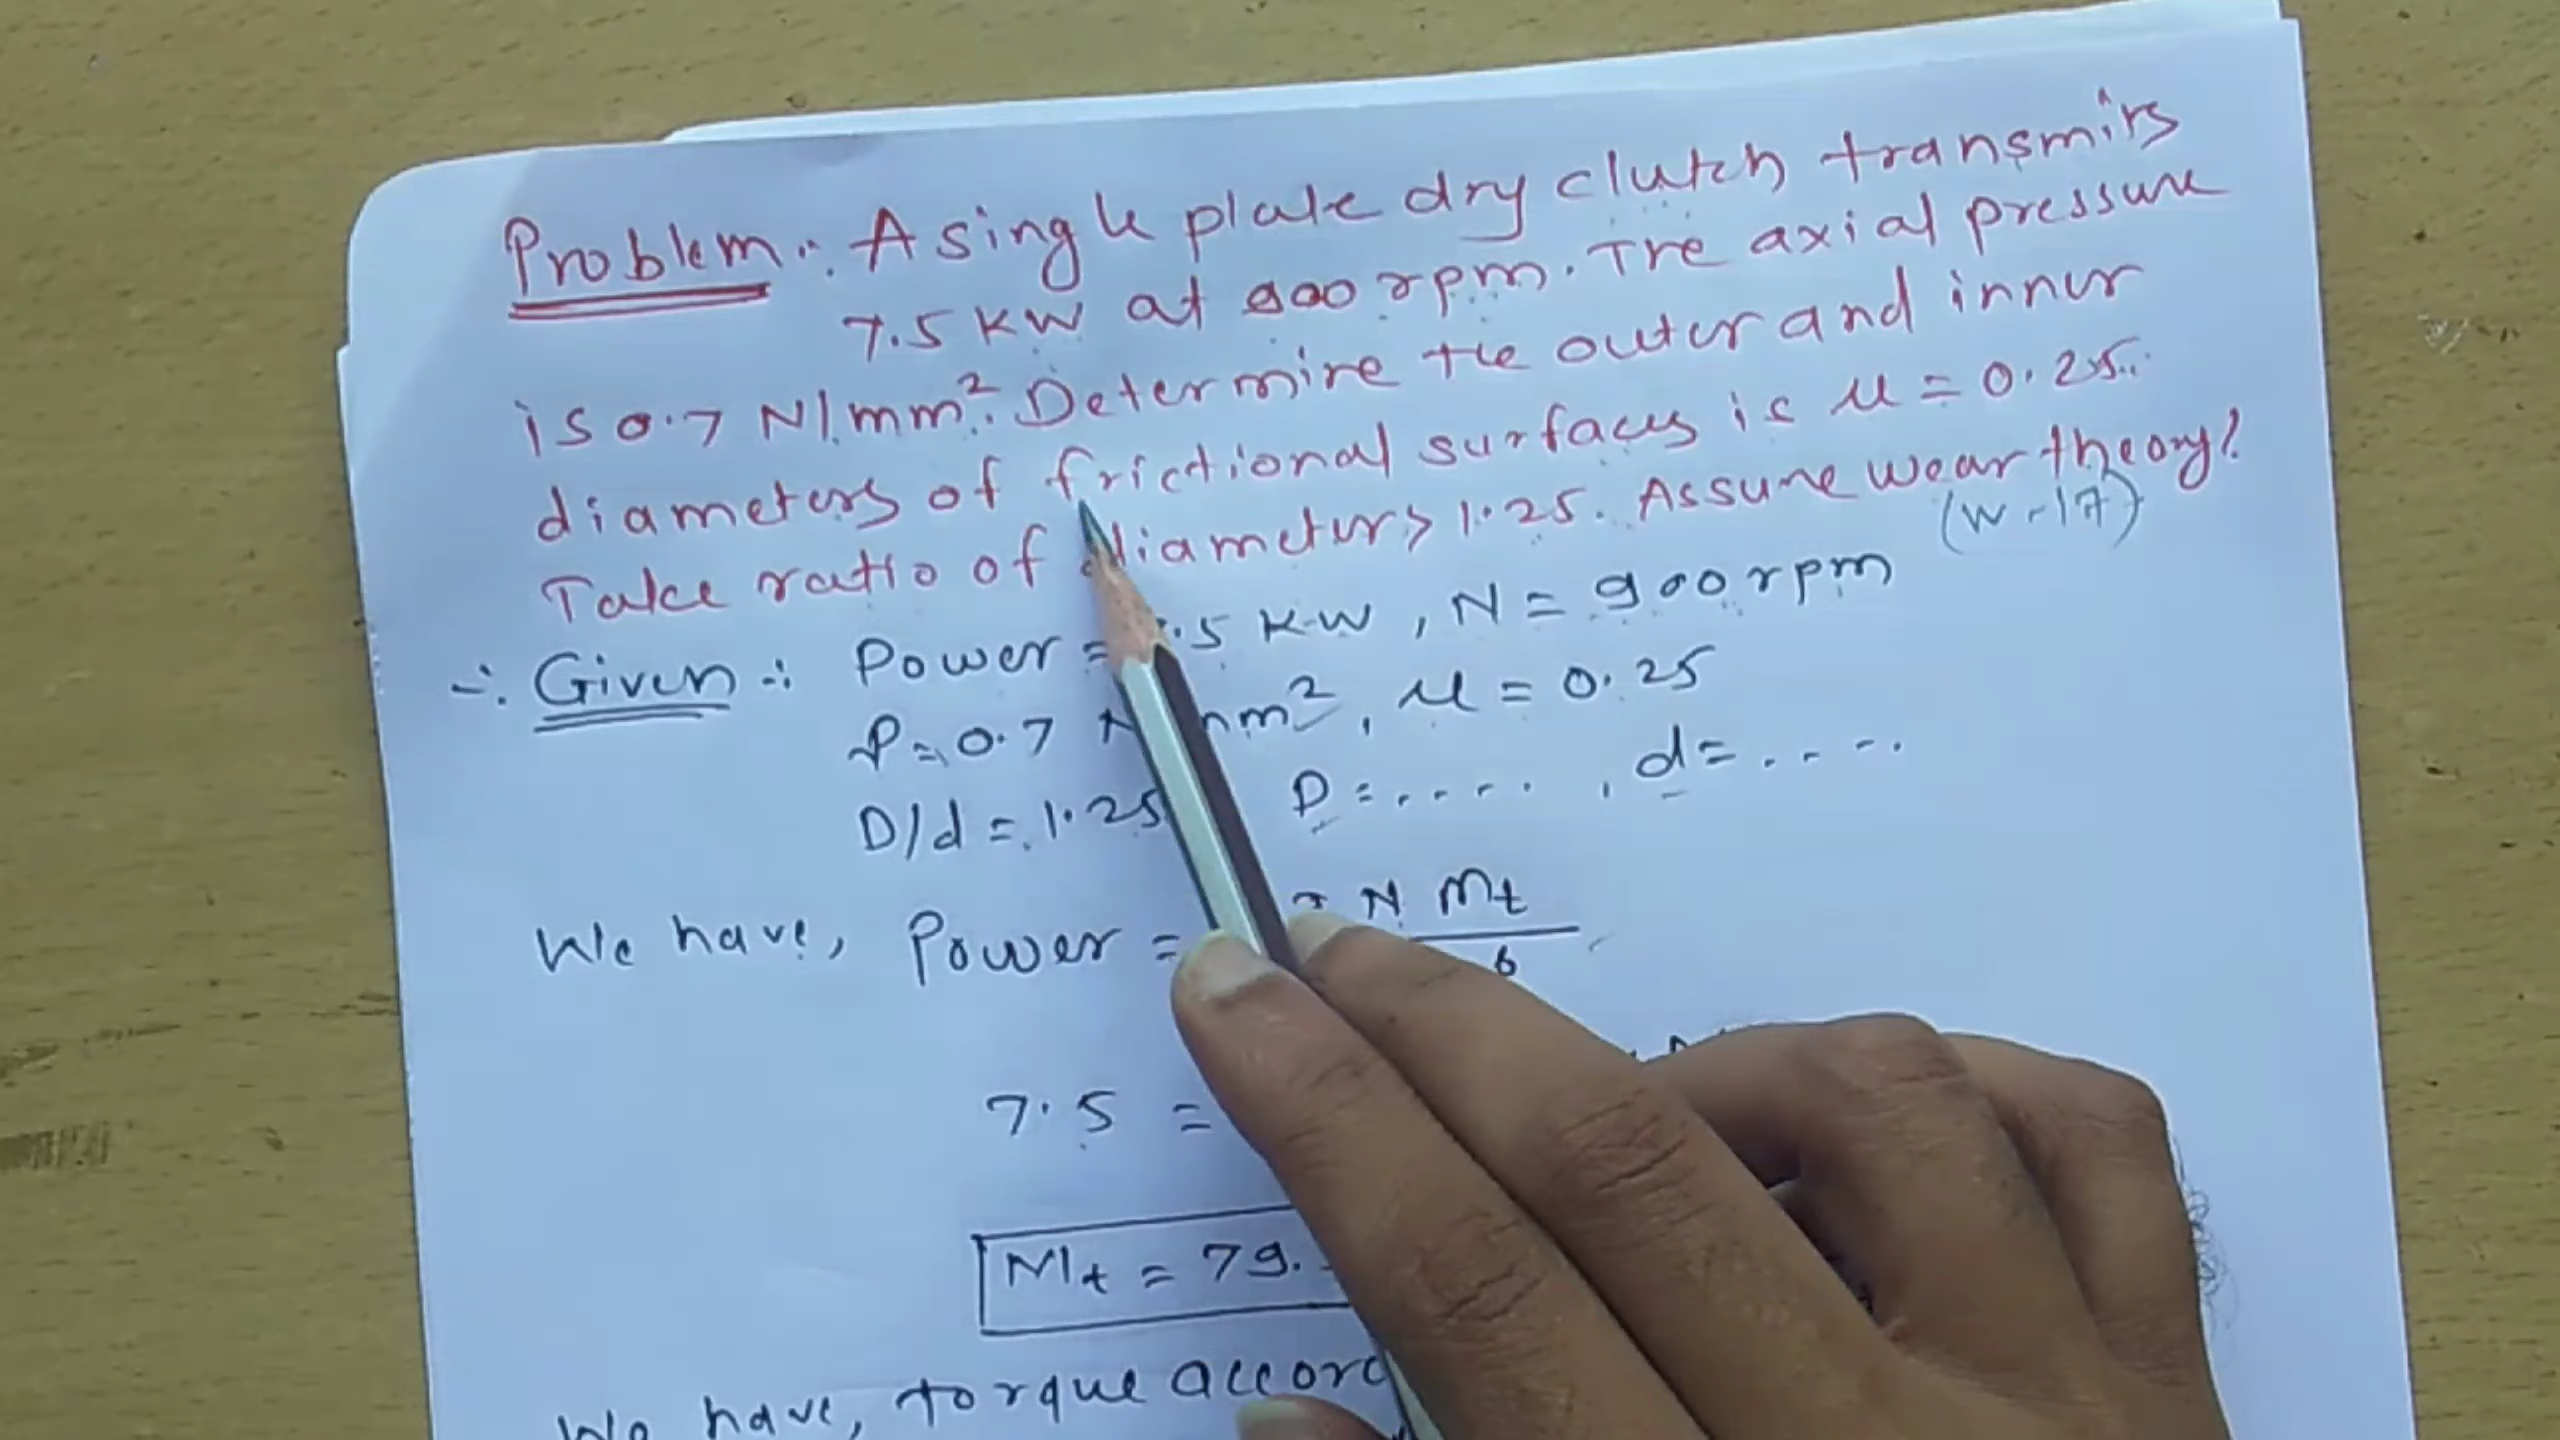 Problem:. A single plate dry clutch transmits
7.5 KW at 900 rpm. The axial pressure
is 0.7 N/mm². Determine the outer and inner
diameters of frictional surfaces is μ = 0.25.
Take ratio of diameters 1.25. Assume wear theory?
(W-17)
∴ Given ∴ Power = .5 KW, N = 900 rpm
P = 0.7 N mm², μ = 0.25
D/d = 1.25 D = .... , d = ....
We have, Power = N Mt
6
7.5 =
Mt = 79.
We have, torque accord